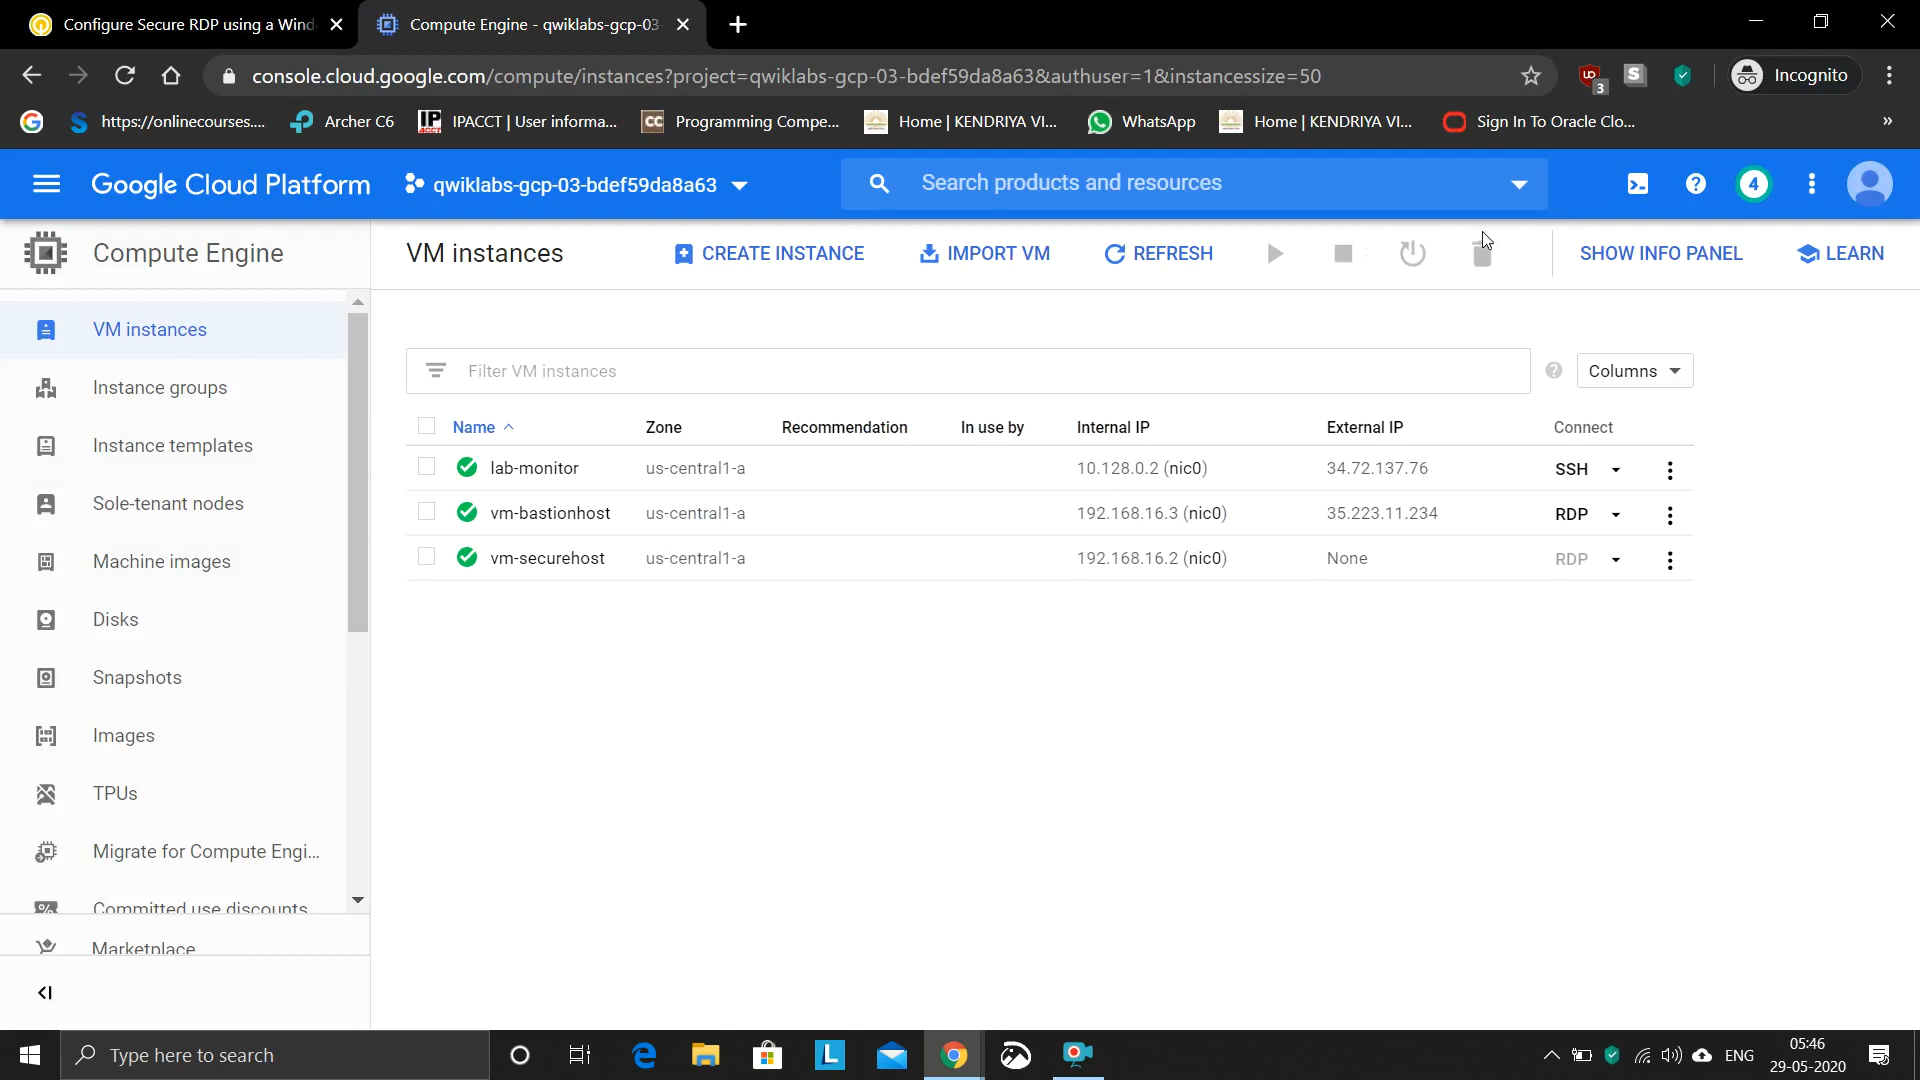 Configure Secure RDP using a Wind
Compute Engine - qwiklabs-gcp-03-
console.cloud.google.com/compute/instances?project=qwiklabs-gcp-03-bdef59da8a63&authuser=1&instancessize=50
3
S
Incognito
https://onlinecourses....
Archer C6
IPACCT | User informa...
CC
Programming Compe...
Home | KENDRIYA VI...
WhatsApp
Home | KENDRIYA VI...
Sign In To Oracle Clo...
»
Google Cloud Platform
qwiklabs-gcp-03-bdef59da8a63
Search products and resources
4
Compute Engine
VM instances
CREATE INSTANCE
IMPORT VM
REFRESH
SHOW INFO PANEL
LEARN
VM instances
Instance groups
Instance templates
Sole-tenant nodes
Machine images
Disks
Snapshots
Images
TPUs
Migrate for Compute Engi...
Committed use discounts
Marketplace
Filter VM instances
Columns
Name Zone Recommendation In use by Internal IP External IP Connect
lab-monitor us-central1-a 10.128.0.2 (nic0) 34.72.137.76 SSH
vm-bastionhost us-central1-a 192.168.16.3 (nic0) 35.223.11.234 RDP
vm-securehost us-central1-a 192.168.16.2 (nic0) None RDP
Type here to search
L
ENG
05:46
29-05-2020